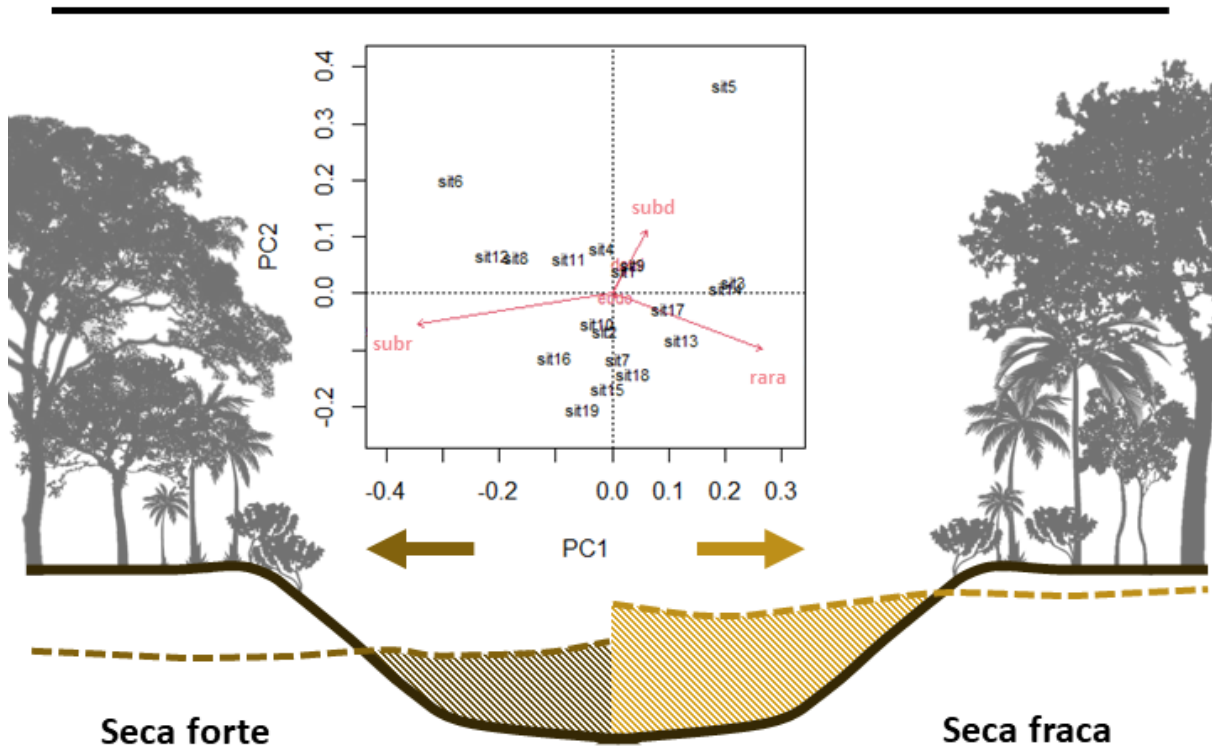 0.4
0.3
0.2
0.1
0.0
-0.2
PC2
sit5
sit6
subd
sit4
sit12
sit8
sit11
sit9
sit1
sit3
sit14
sit17
subr
sit10
sit2
sit13
sit16
sit7
rara
sit18
sit15
sit19
-0.4
-0.2
0.0
0.1
0.2
0.3
PC1
Seca forte
Seca fraca